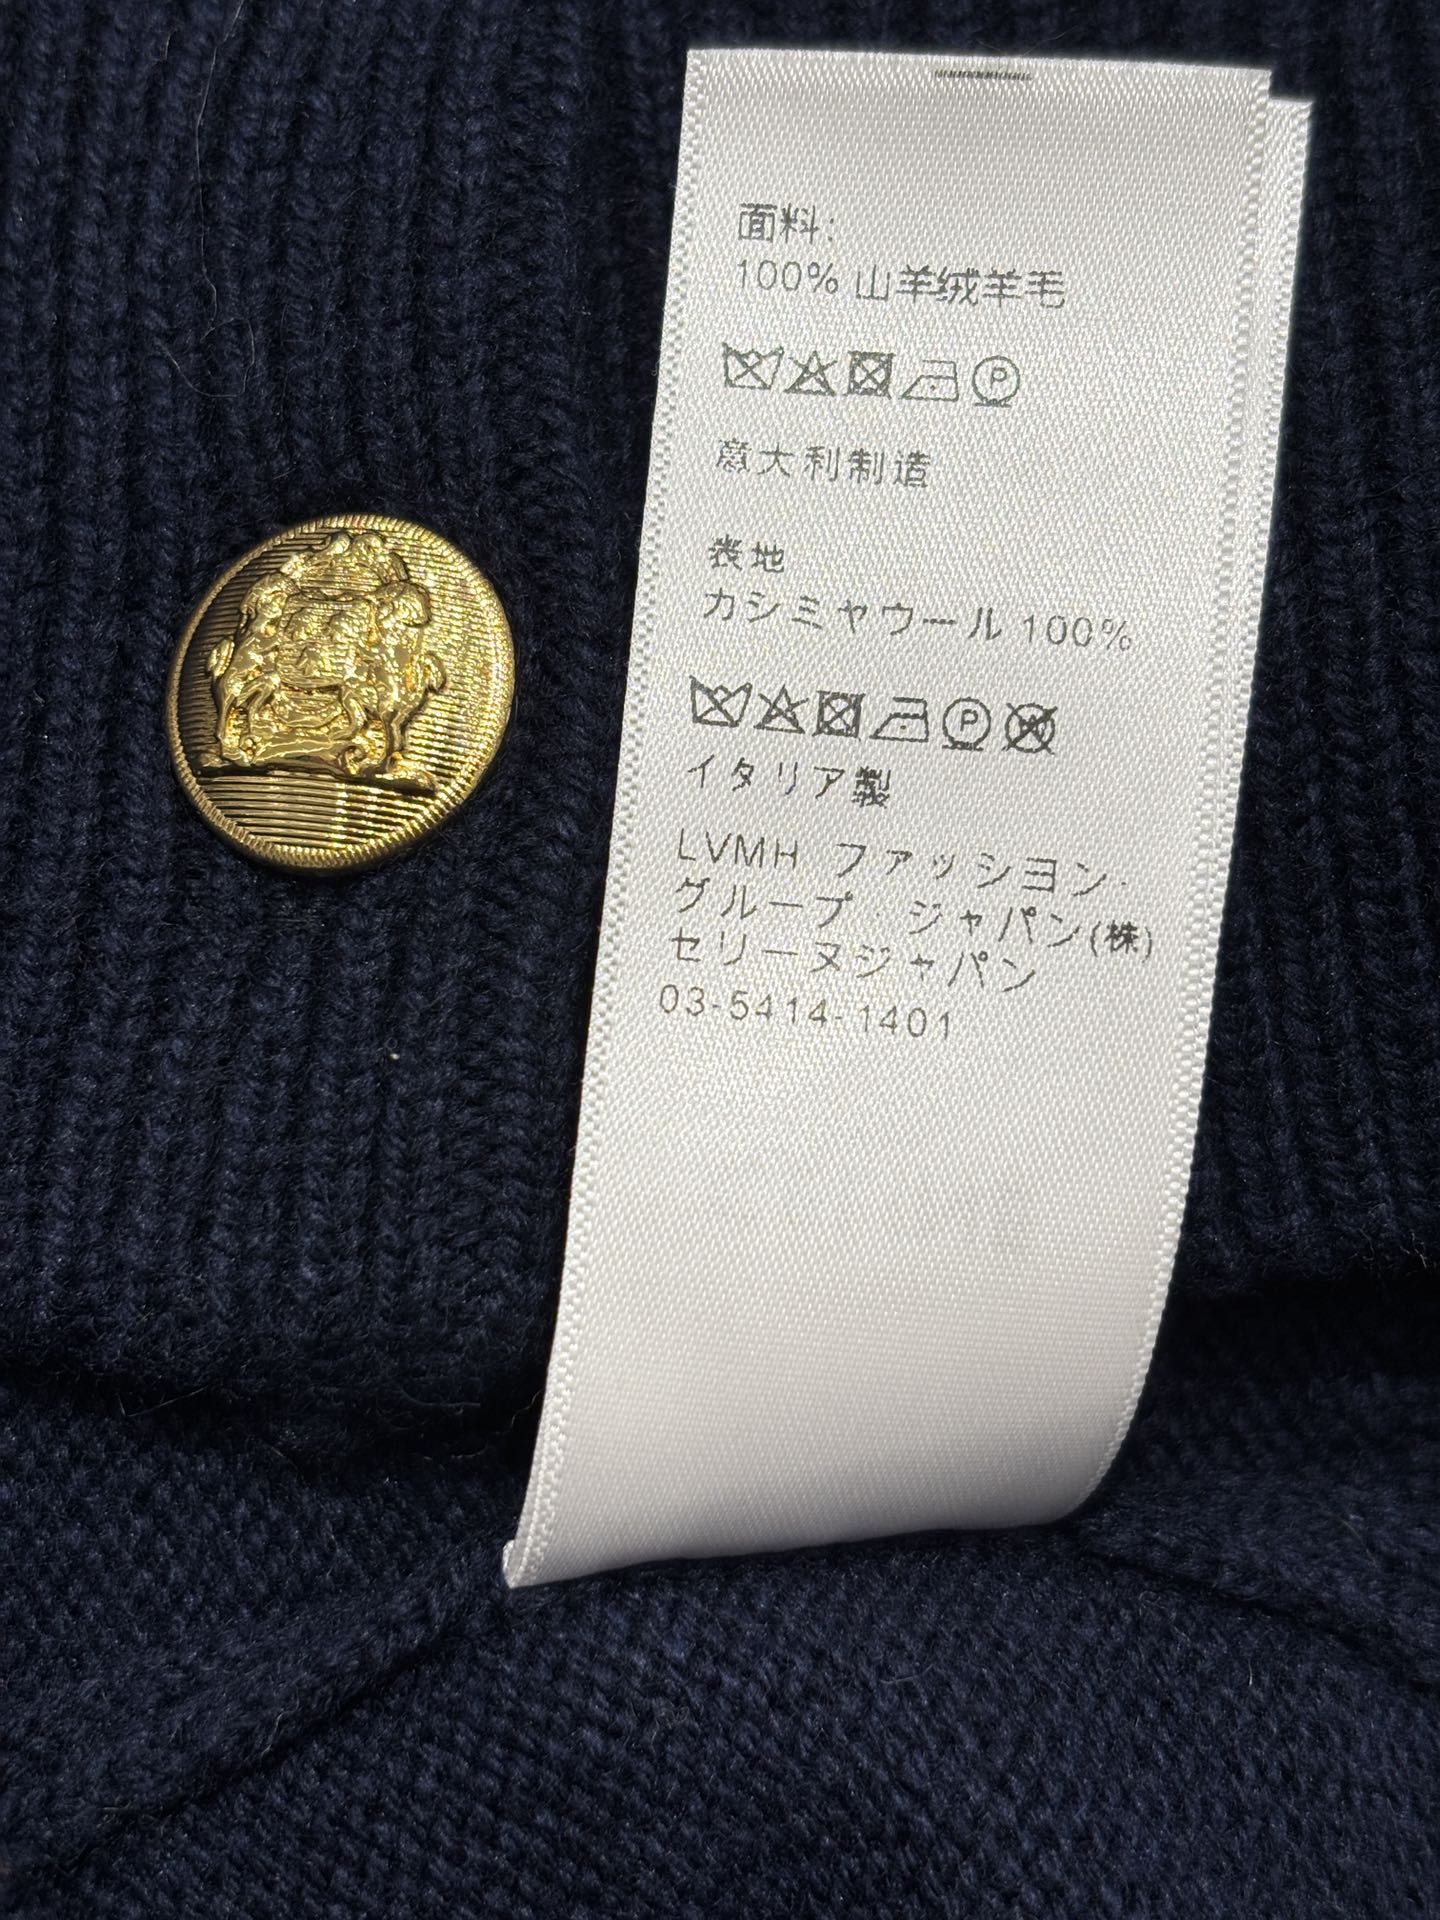 面料:
100% 山羊绒羊毛
P
意大利制造
表地
カシミヤウール 100%
P W
イタリア製
LVMH ファッション・
グループ・ジャパン(株)
セリーヌジャパン
03-5414-1401